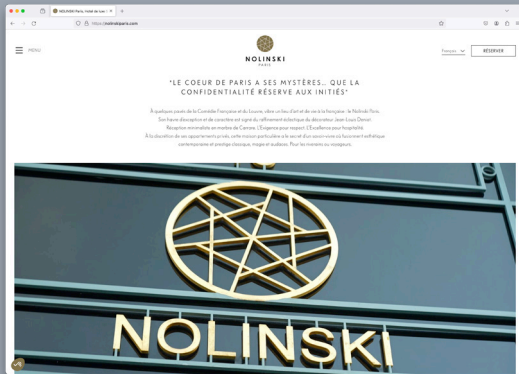 NOLINSKI Paris, hôtel de luxe
https://nolinskiparis.com
MENU
NOLINSKI
PARIS
Français
RÉSERVER
"LE COEUR DE PARIS A SES MYSTÈRES… QUE LA
CONFIDENTIALITÉ RÉSERVE AUX INITIÉS"
À quelques pavés de la Comédie Française et du Louvre, vibre un lieu d'art et de vie à la française : le Nolinski Paris.
Son havre d'exception et de caractère est signé du raffinement éclectique du décorateur Jean-Louis Deniot.
Réception minimaliste en marbre de Carrare. L'Élégance pour respect. L'Excellence pour hospitalité.
À la discrétion de ses appartements privés, cette maison particulière a le secret d'un savoir-vivre où fusionnent esthétique
contemporaine et prestige classique, magie et audace. Pour les riverains ou voyageurs.
NOLINSKI